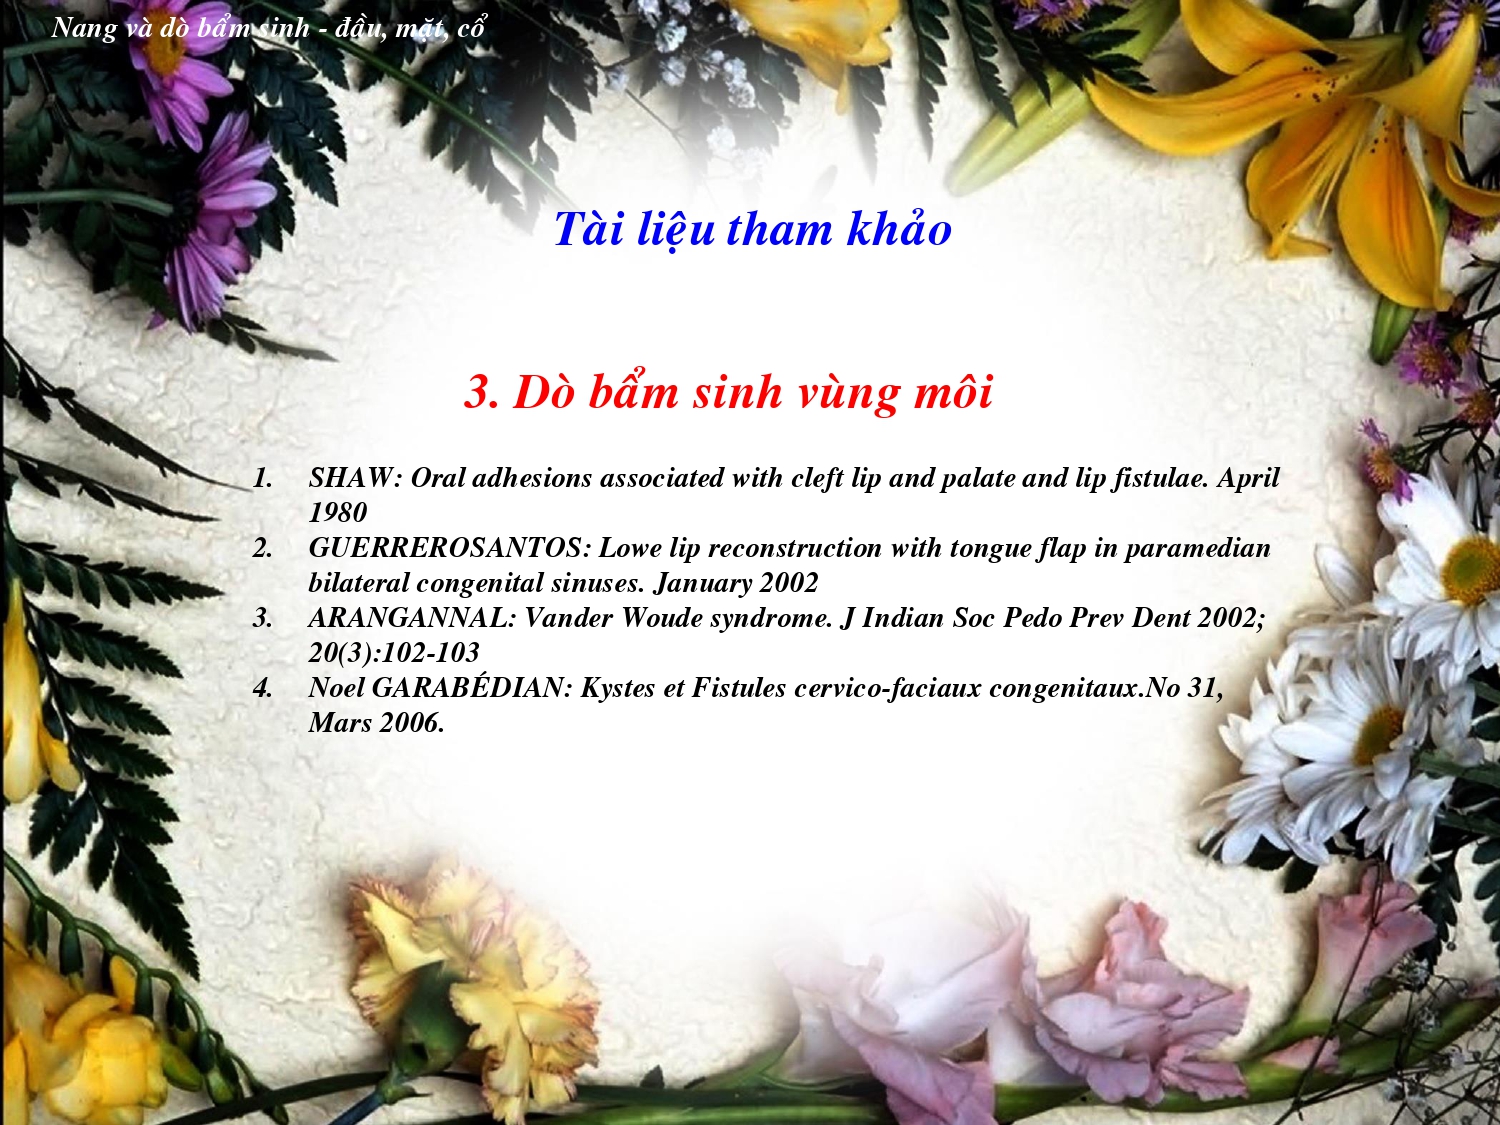 Nang và dò bẩm sinh - đầu, mặt, cổ
Tài liệu tham khảo
3. Dò bẩm sinh vùng môi
1. SHAW: Oral adhesions associated with cleft lip and palate and lip fistulae. April
1980
2. GUERREROSANTOS: Lowe lip reconstruction with tongue flap in paramedian
bilateral congenital sinuses. January 2002
3. ARANGANNAL: Vander Woude syndrome. J Indian Soc Pedo Prev Dent 2002;
20(3):102-103
4. Noel GARABÉDIAN: Kystes et Fistules cervico-faciaux congenitaux.No 31,
Mars 2006.